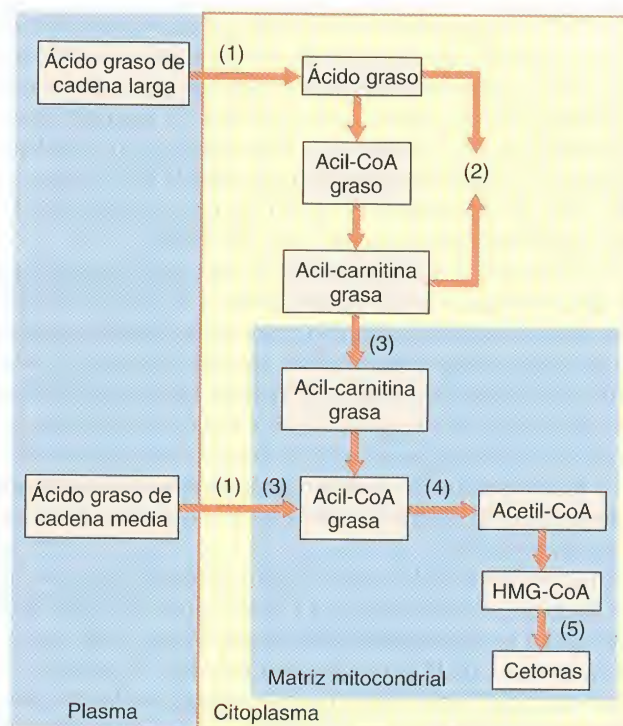 Ácido graso de
cadena larga
(1)
Ácido graso
Acil-CoA
graso
(2)
Acil-carnitina
grasa
(3)
Acil-carnitina
grasa
Ácido graso de
cadena media
(1) (3)
Acil-CoA
grasa
(4)
Acetil-CoA
HMG-CoA
(5)
Cetonas
Matriz mitocondrial
Plasma
Citoplasma